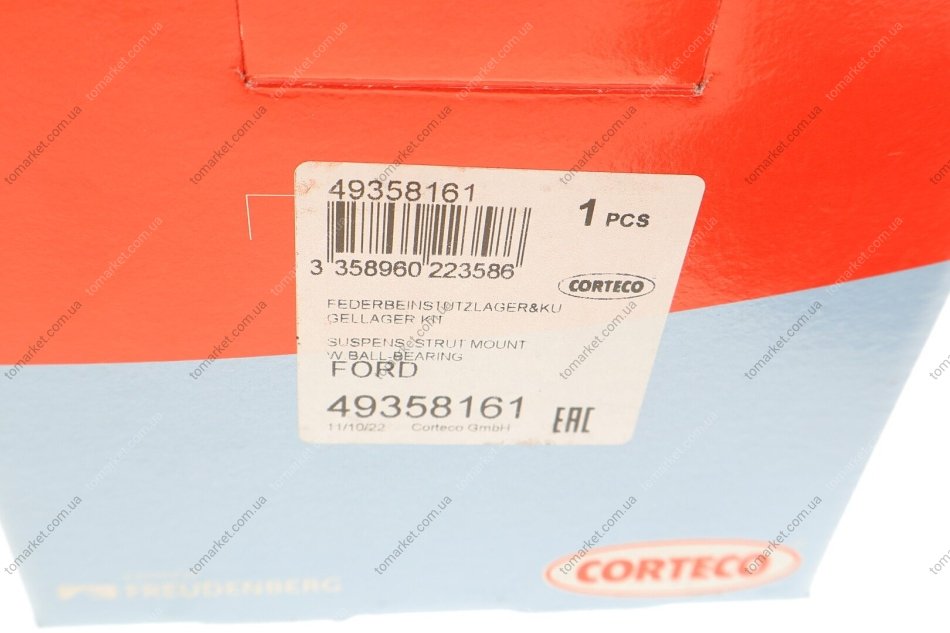 49358161
1 PCS
3 358960 223586
CORTECO
FEDERBEINSTUTZLAGER&KU
GELLAGER KIT
SUSPENS.STRUT MOUNT
W.BALL-BEARING
FORD
49358161
EAC
11/10/22 Corteco GmbH
CORTECO
FREUDENBERG
tomarket.com.ua